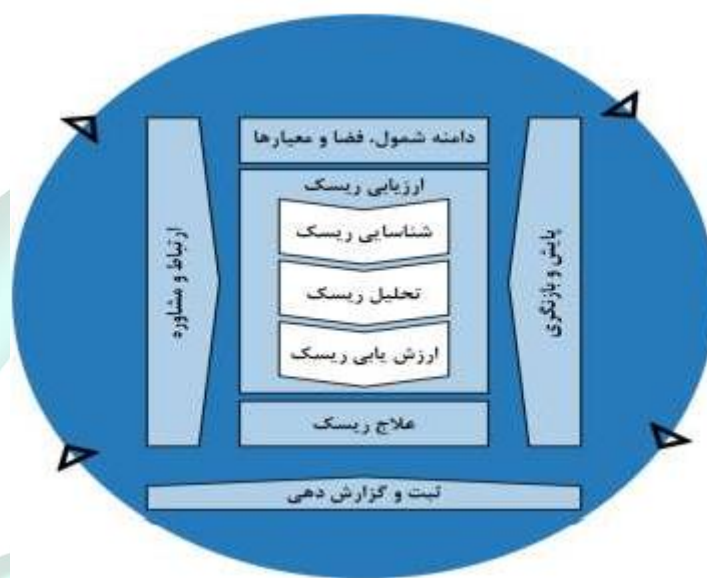 دامنه شمول، فضا و معیارها
ارزیابی ریسک
شناسایی ریسک
تحلیل ریسک
ارزش یابی ریسک
علاج ریسک
پایش و بازنگری
ارتباط و مشاوره
ثبت و گزارش دهی